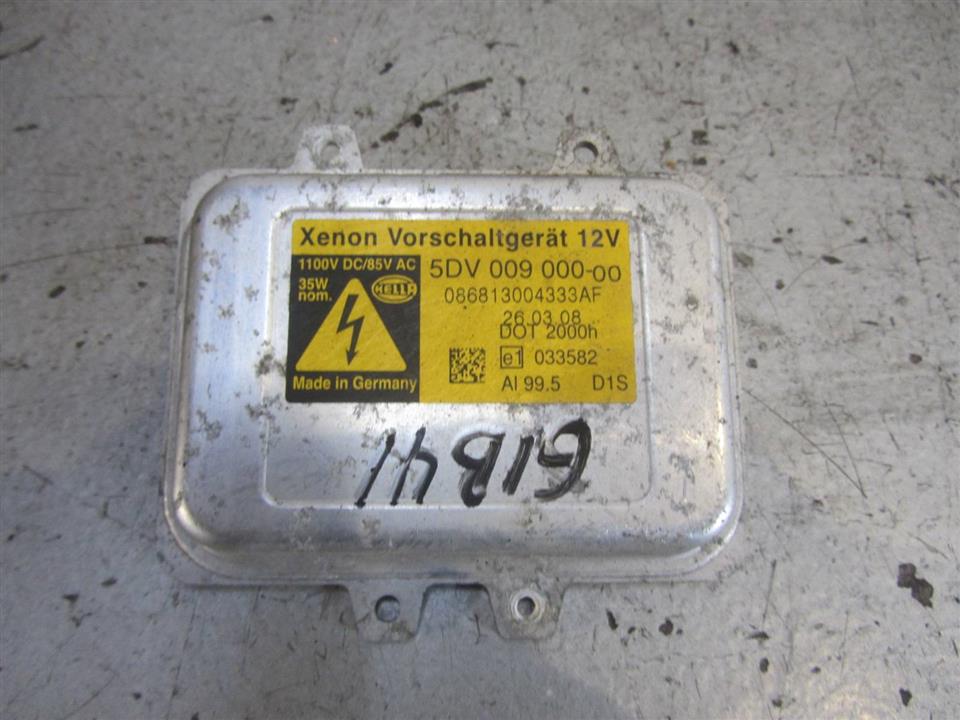 Xenon Vorschaltgerät 12V
1100V DC/85V AC
35W
nom.
HELLA
Made in Germany
5DV 009 000-00
086813004333AF
26.03.08
DOT 2000h
e1 033582
Al 99.5 D1S